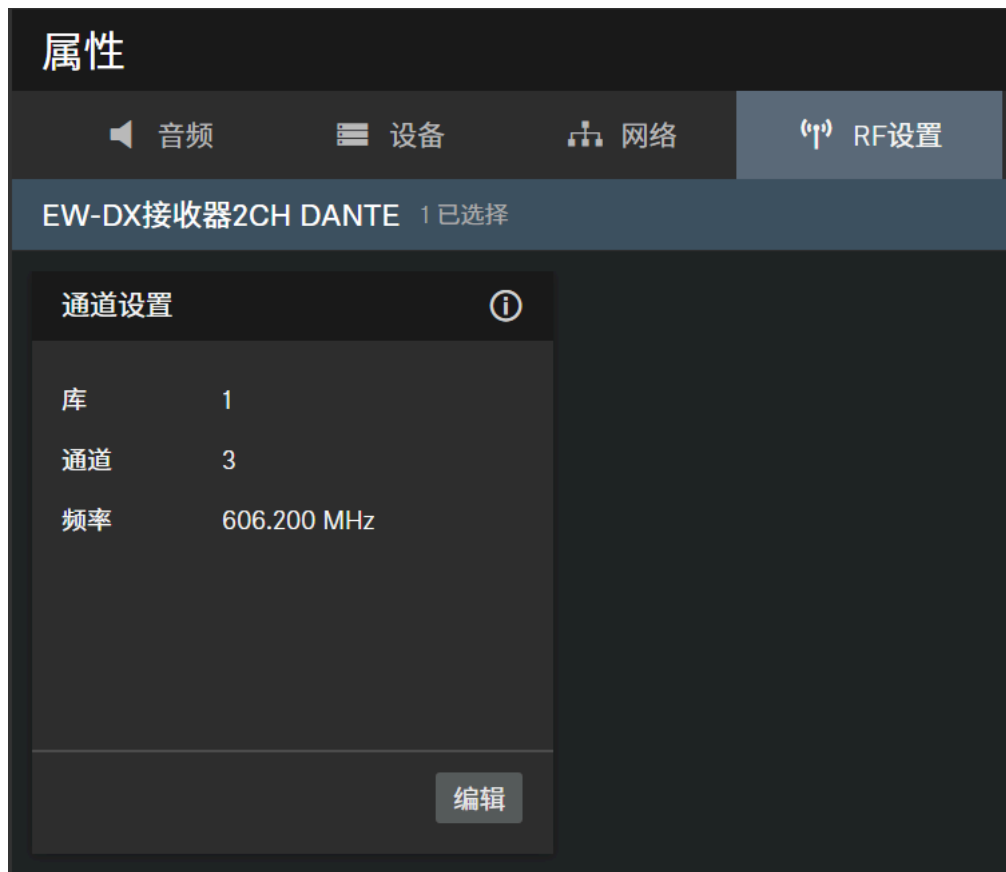 属性
音频 设备 网络 RF设置
EW-DX接收器2CH DANTE 1 已选择
通道设置
库 1
通道 3
频率 606.200 MHz
编辑